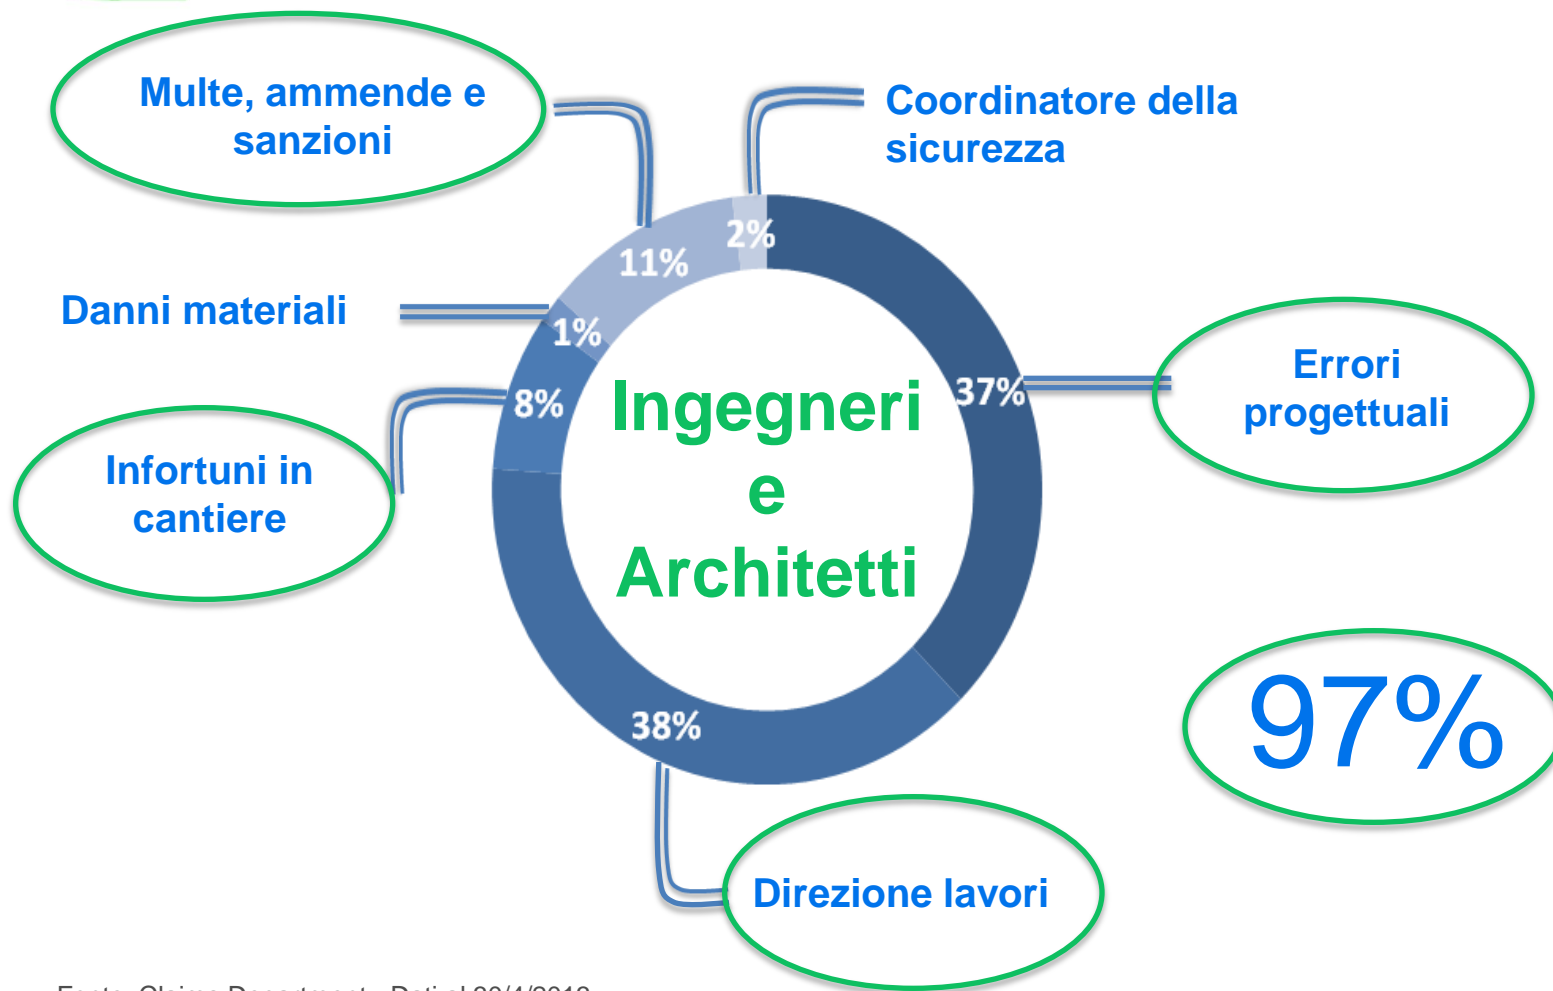 Multe, ammende e
sanzioni
Coordinatore della
sicurezza
2%
11%
Danni materiali
1%
Errori
progettuali
37%
8%
Ingegneri
e
Architetti
Infortuni in
cantiere
97%
38%
Direzione lavori